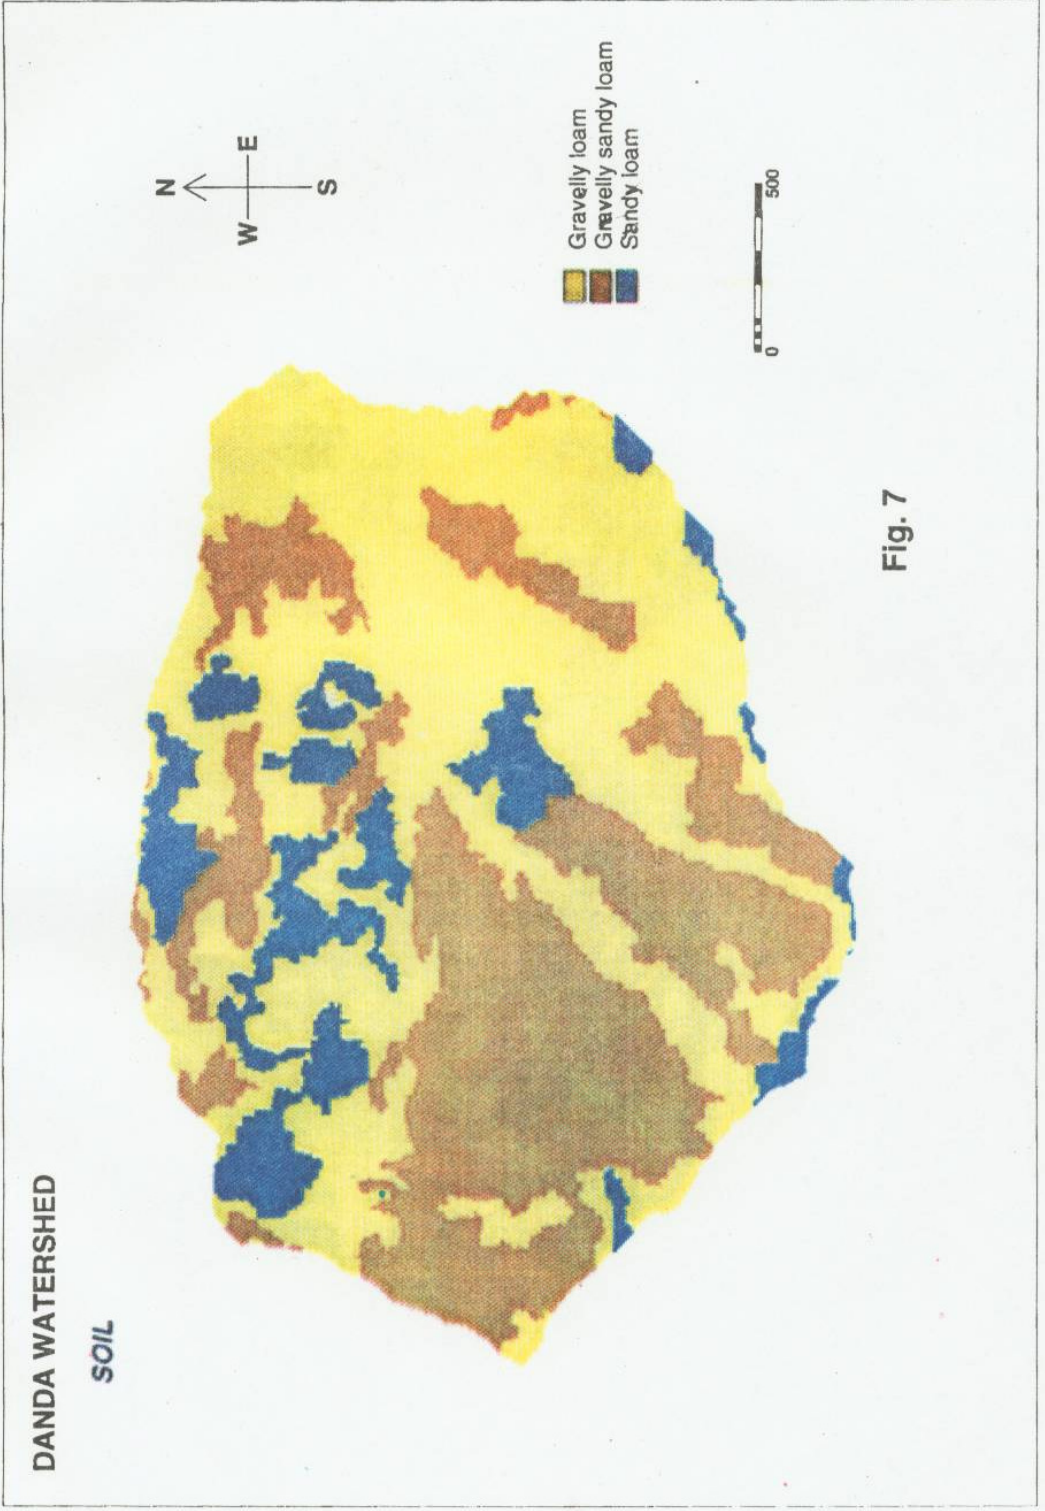 DANDA WATERSHED
SOIL
N
W
E
S
Gravelly loam
Gravelly sandy loam
Sandy loam
0
500
Fig. 7